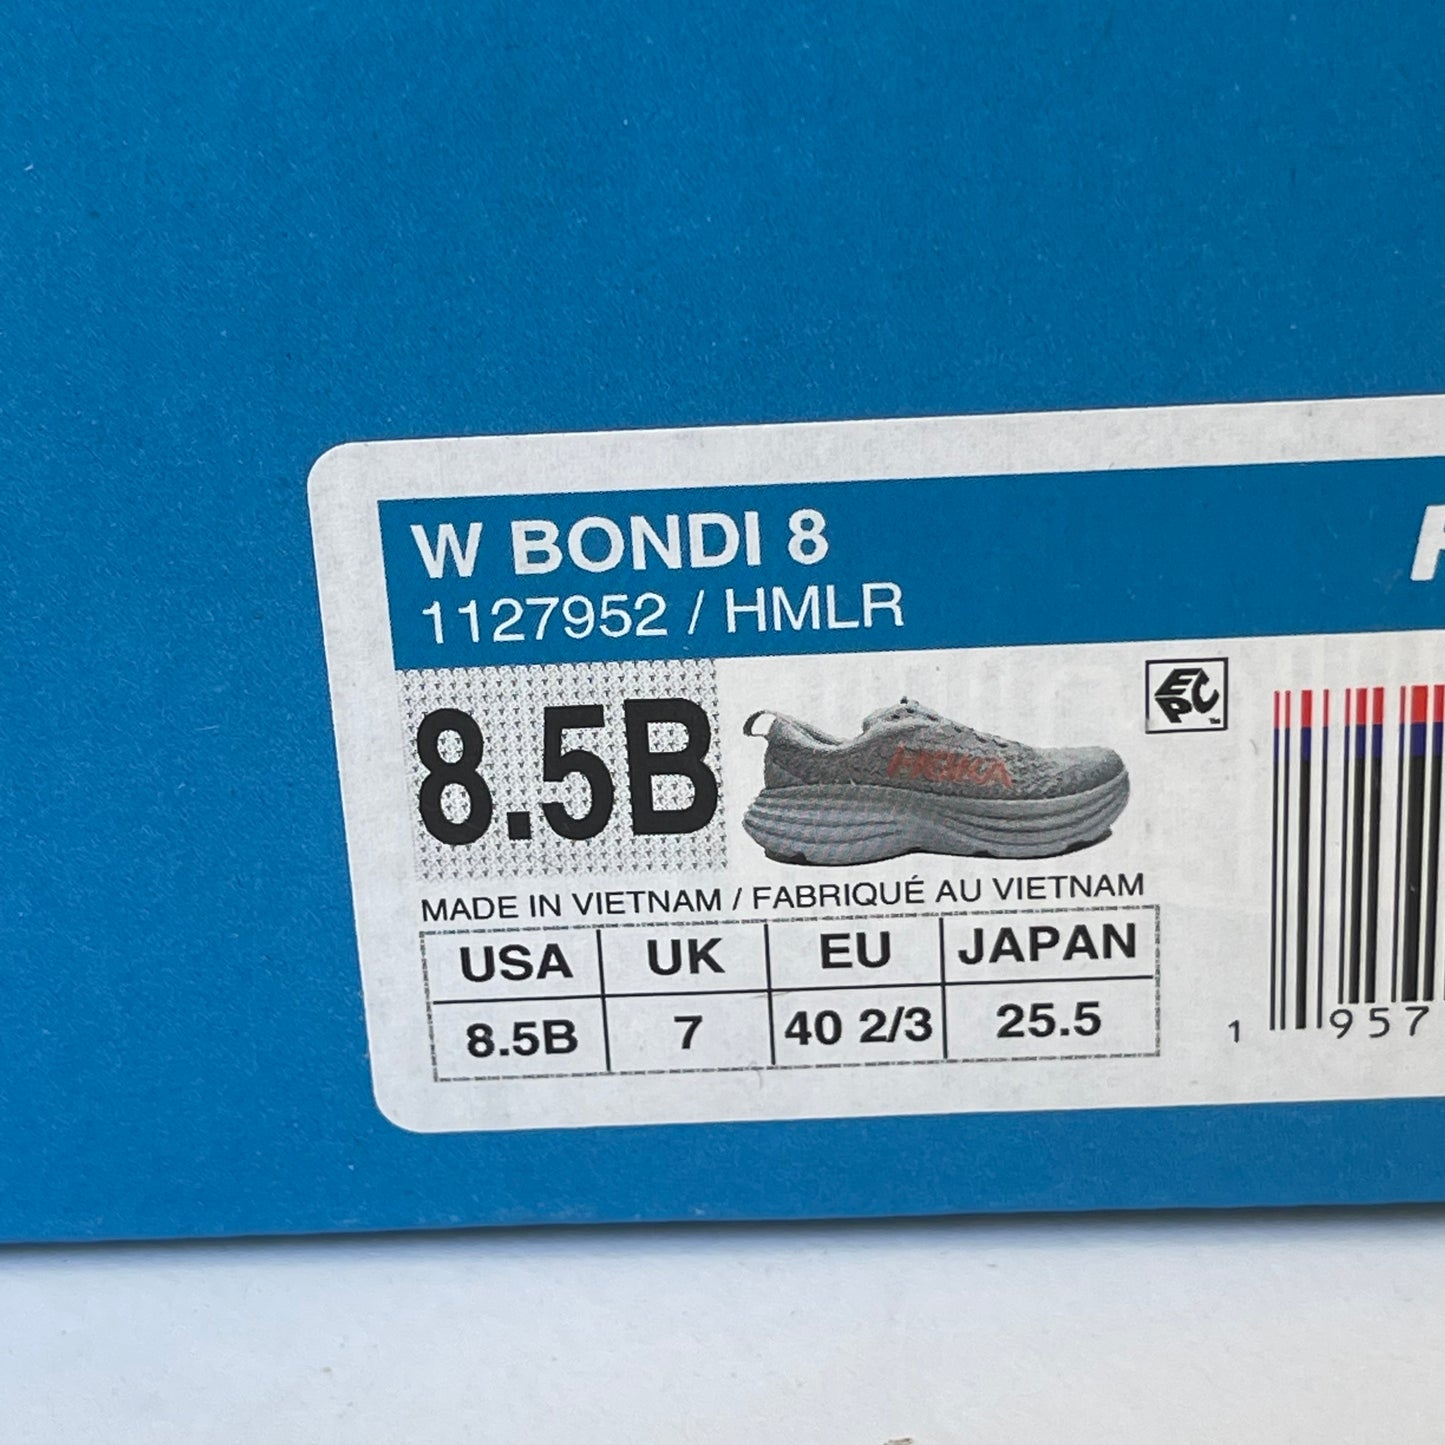 W BONDI 8
1127952 / HMLR
8.5B
HOKA
EPC
MADE IN VIETNAM / FABRIQUÉ AU VIETNAM
USA UK EU JAPAN
8.5B 7 40 2/3 25.5
1 957